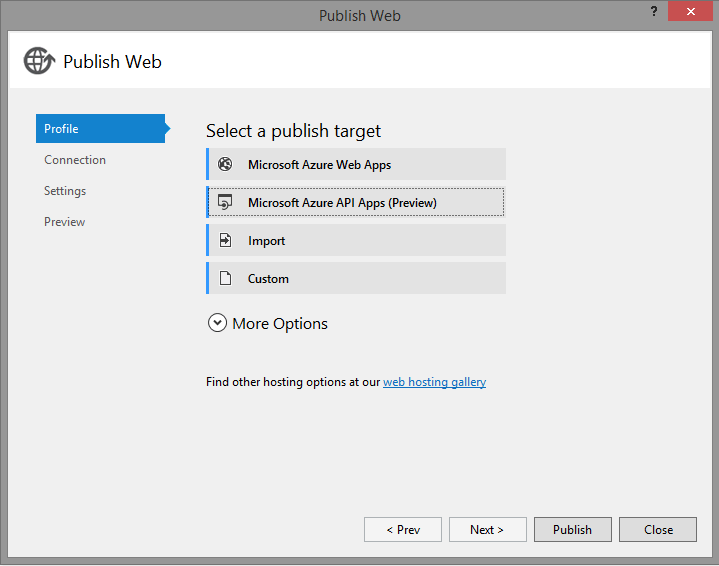 Publish Web
?
Publish Web
Profile
Connection
Settings
Preview
Select a publish target
Microsoft Azure Web Apps
Microsoft Azure API Apps (Preview)
Import
Custom
More Options
Find other hosting options at our web hosting gallery
< Prev
Next >
Publish
Close